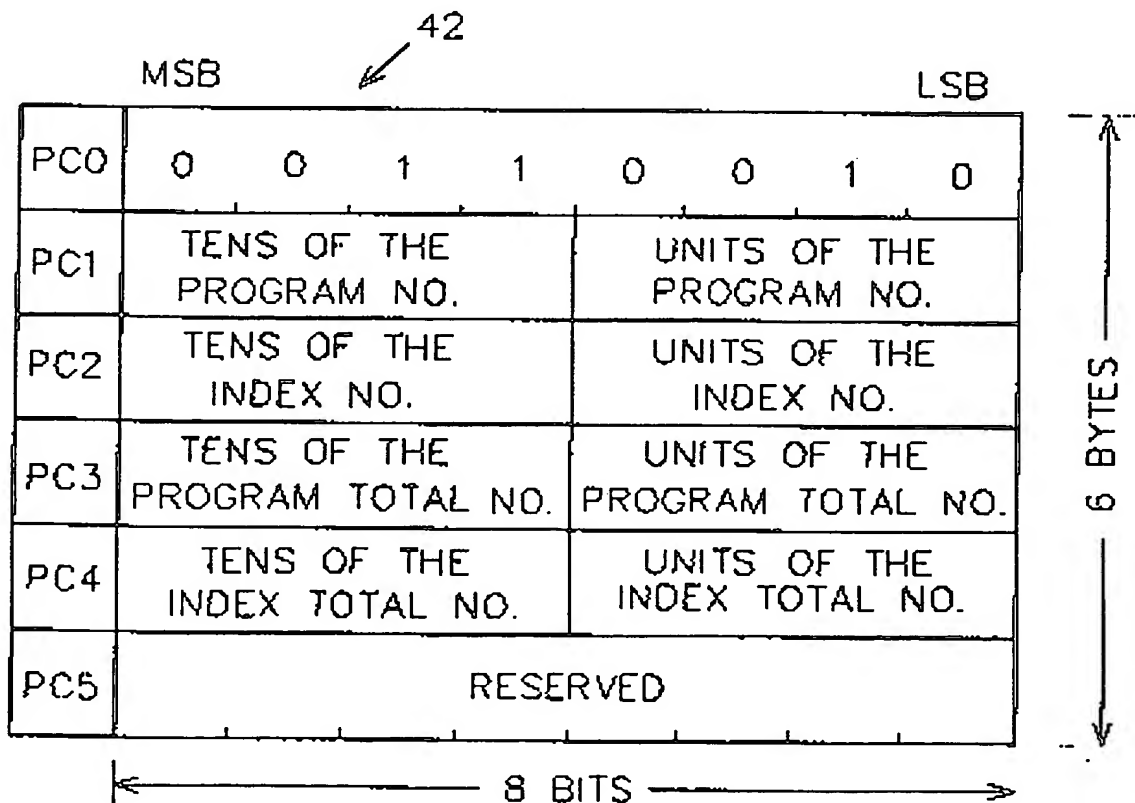 42
MSB LSB
PC0 0 0 1 1 0 0 1 0
PC1 TENS OF THE PROGRAM NO. UNITS OF THE PROGRAM NO.
PC2 TENS OF THE INDEX NO. UNITS OF THE INDEX NO.
PC3 TENS OF THE PROGRAM TOTAL NO. UNITS OF THE PROGRAM TOTAL NO.
PC4 TENS OF THE INDEX TOTAL NO. UNITS OF THE INDEX TOTAL NO.
PC5 RESERVED
6 BYTES
8 BITS